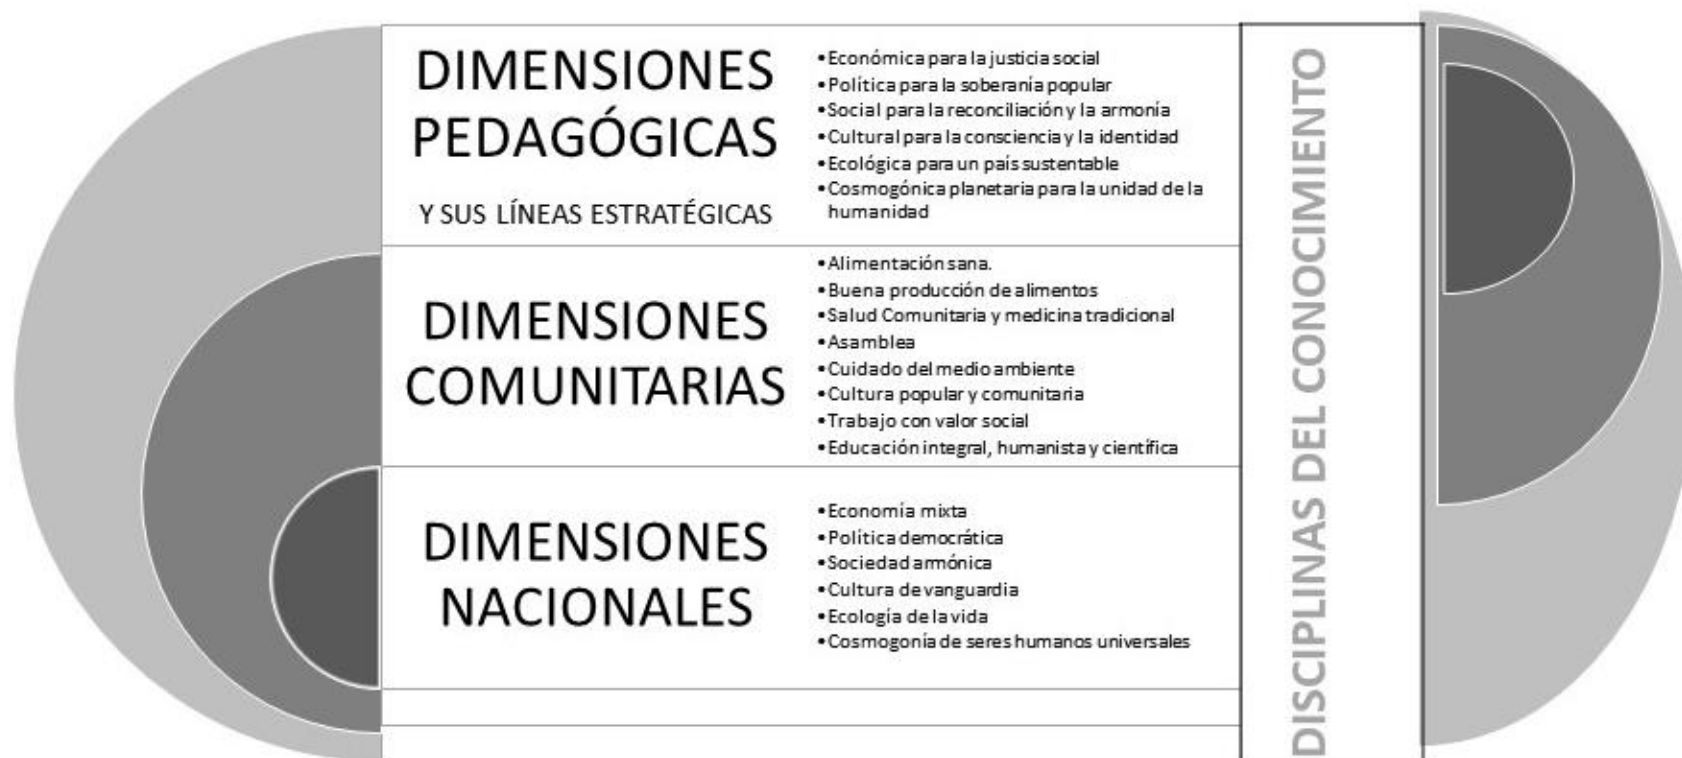 DIMENSIONES
PEDAGÓGICAS
Y SUS LÍNEAS ESTRATÉGICAS
•Económica para la justicia social
•Política para la soberanía popular
•Social para la reconciliación y la armonía
•Cultural para la consciencia y la identidad
•Ecológica para un país sustentable
•Cosmogónica planetaria para la unidad de la
humanidad
DIMENSIONES
COMUNITARIAS
•Alimentación sana.
•Buena producción de alimentos
•Salud Comunitaria y medicina tradicional
•Asamblea
•Cuidado del medio ambiente
•Cultura popular y comunitaria
•Trabajo con valor social
•Educación integral, humanista y científica
DIMENSIONES
NACIONALES
•Economía mixta
•Política democrática
•Sociedad armónica
•Cultura de vanguardia
•Ecología de la vida
•Cosmogonía de seres humanos universales
DISCIPLINAS DEL CONOCIMIENTO